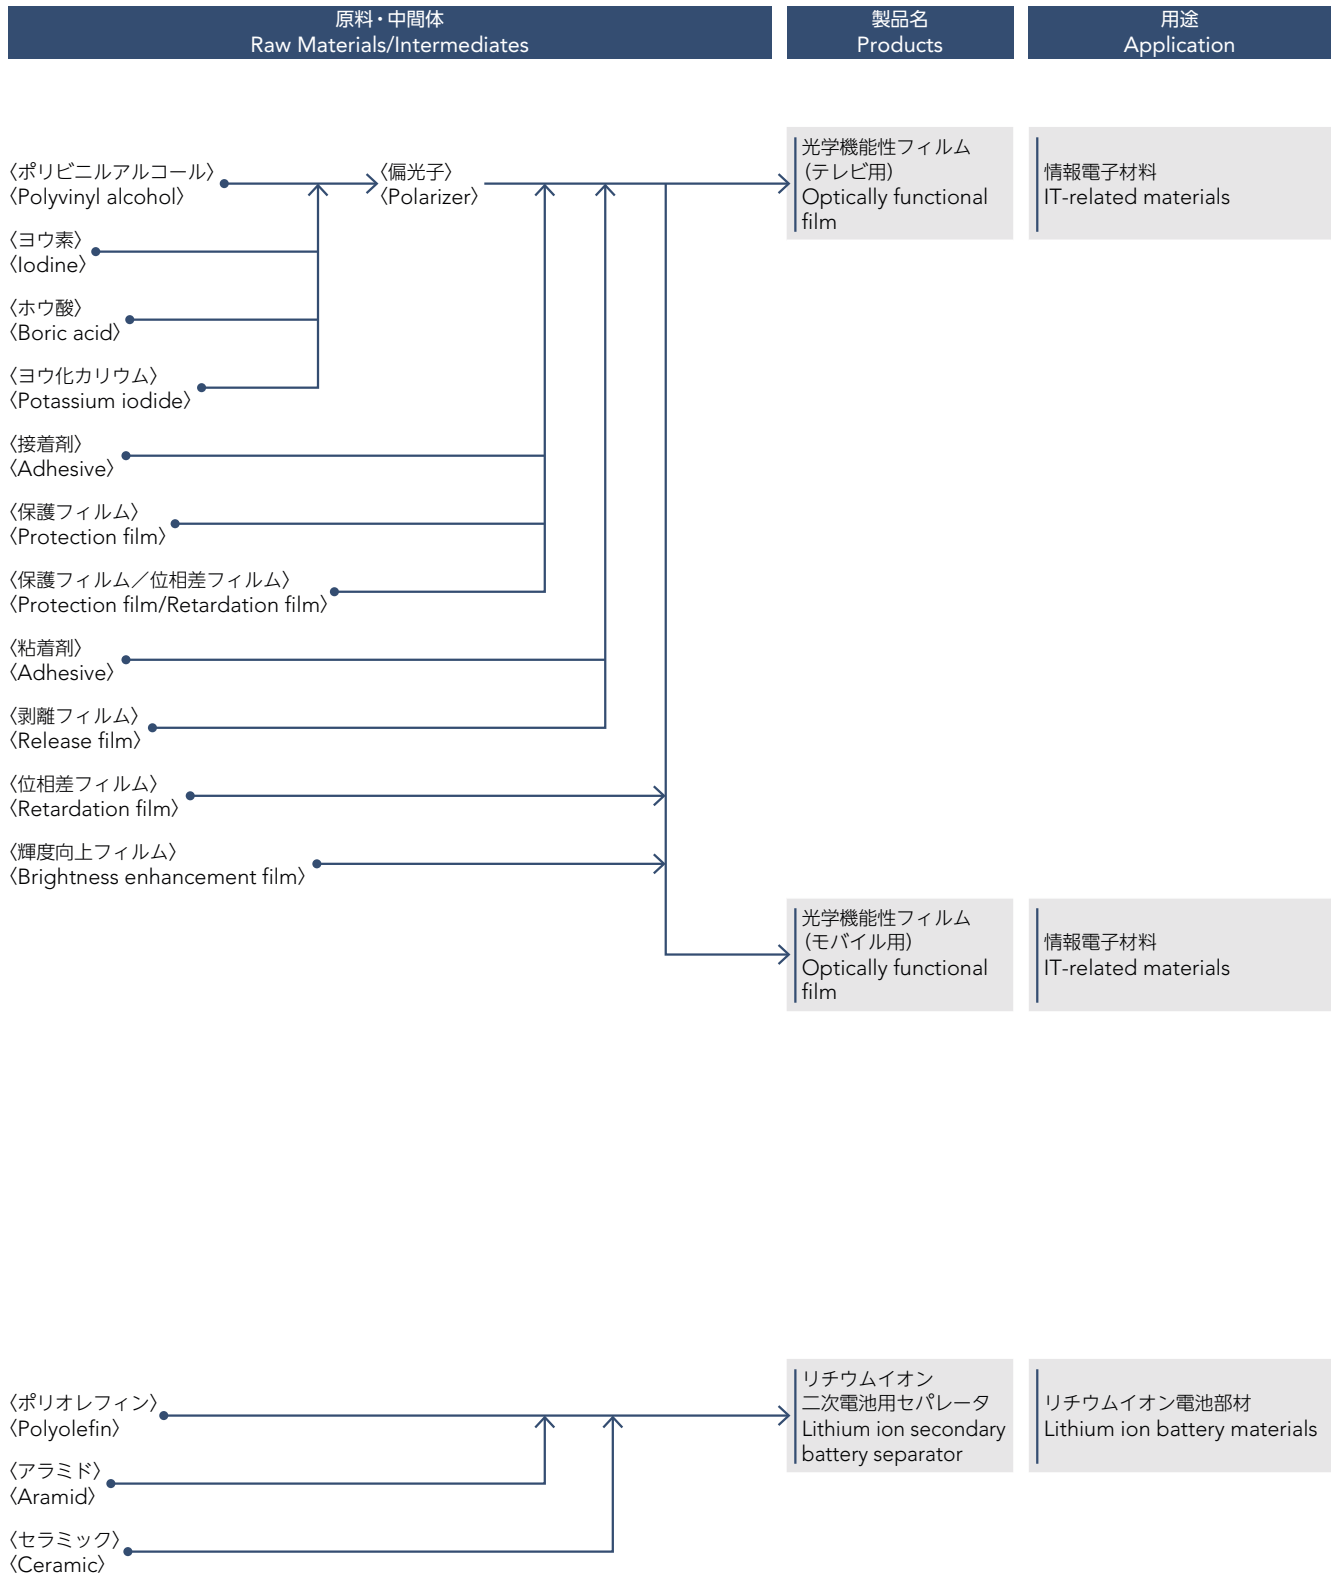 原料・中間体
Raw Materials/Intermediates
製品名
Products
用途
Application
〈ポリビニルアルコール〉
〈Polyvinyl alcohol〉
〈偏光子〉
〈Polarizer〉
光学機能性フィルム
(テレビ用)
Optically functional
film
情報電子材料
IT-related materials
〈ヨウ素〉
〈Iodine〉
〈ホウ酸〉
〈Boric acid〉
〈ヨウ化カリウム〉
〈Potassium iodide〉
〈接着剤〉
〈Adhesive〉
〈保護フィルム〉
〈Protection film〉
〈保護フィルム／位相差フィルム〉
〈Protection film/Retardation film〉
〈粘着剤〉
〈Adhesive〉
〈剥離フィルム〉
〈Release film〉
〈位相差フィルム〉
〈Retardation film〉
〈輝度向上フィルム〉
〈Brightness enhancement film〉
光学機能性フィルム
(モバイル用)
Optically functional
film
情報電子材料
IT-related materials
〈ポリオレフィン〉
〈Polyolefin〉
リチウムイオン
二次電池用セパレータ
Lithium ion secondary
battery separator
リチウムイオン電池部材
Lithium ion battery materials
〈アラミド〉
〈Aramid〉
〈セラミック〉
〈Ceramic〉